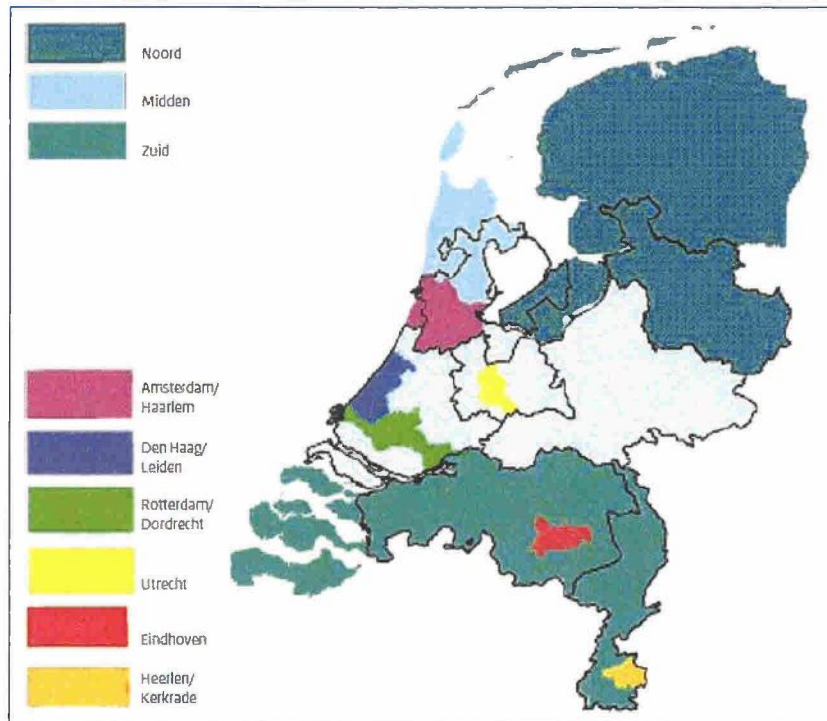 Noord
Midden
Zuid
Amsterdam/
Haarlem
Den Haag/
Leiden
Rotterdam/
Dordrecht
Utrecht
Eindhoven
Heerlen/
Kerkrade